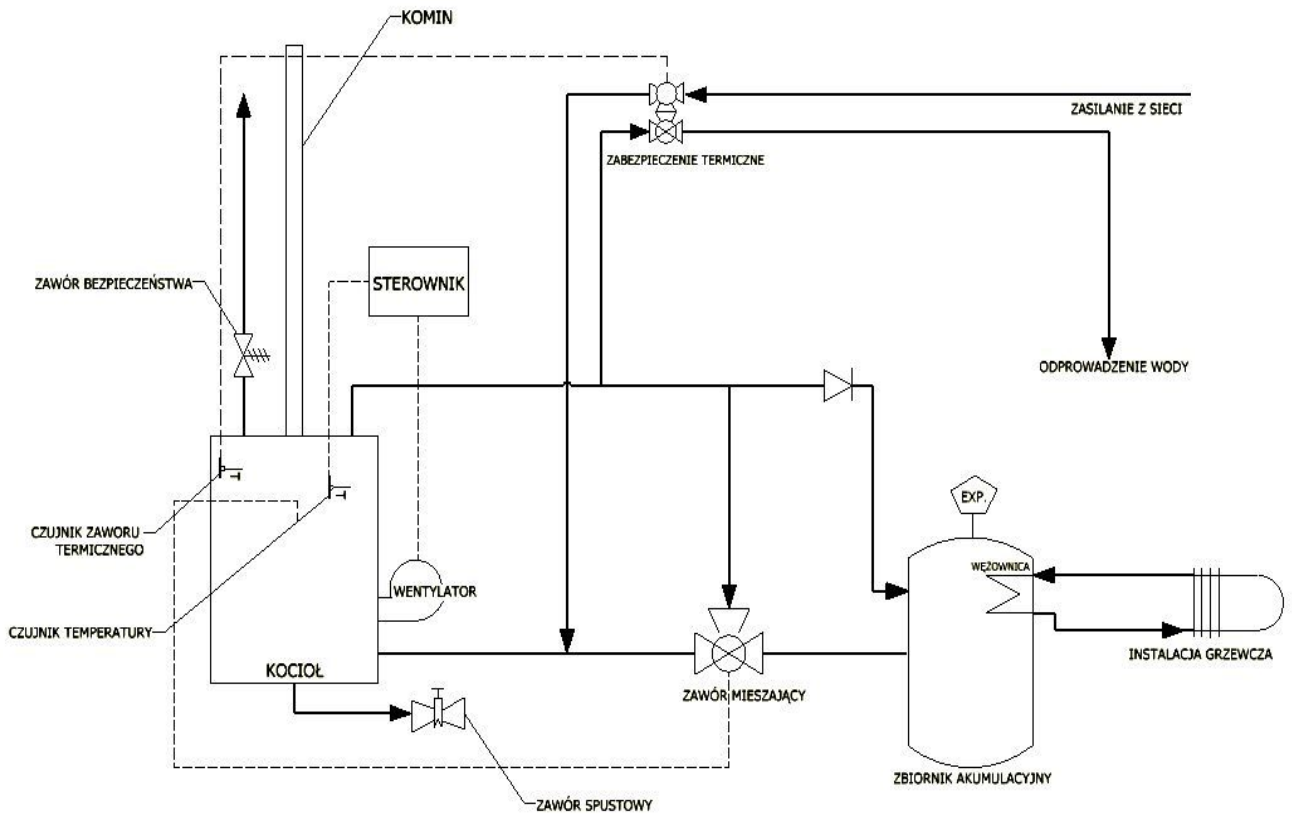 KOMIN
ZASILANIE Z SIECI
ZABEZPIECZENIE TERMICZNE
ZAWÓR BEZPIECZEŃSTWA
STEROWNIK
ODPROWADZENIE WODY
T
T
EXP.
CZUJNIK ZAWORU
TERMICZNEGO
WĘŻOWNICA
WENTYLATOR
CZUJNIK TEMPERATURY
INSTALACJA GRZEWCZA
KOCIOŁ
ZAWÓR MIESZAJĄCY
ZBIORNIK AKUMULACYJNY
ZAWÓR SPUSTOWY